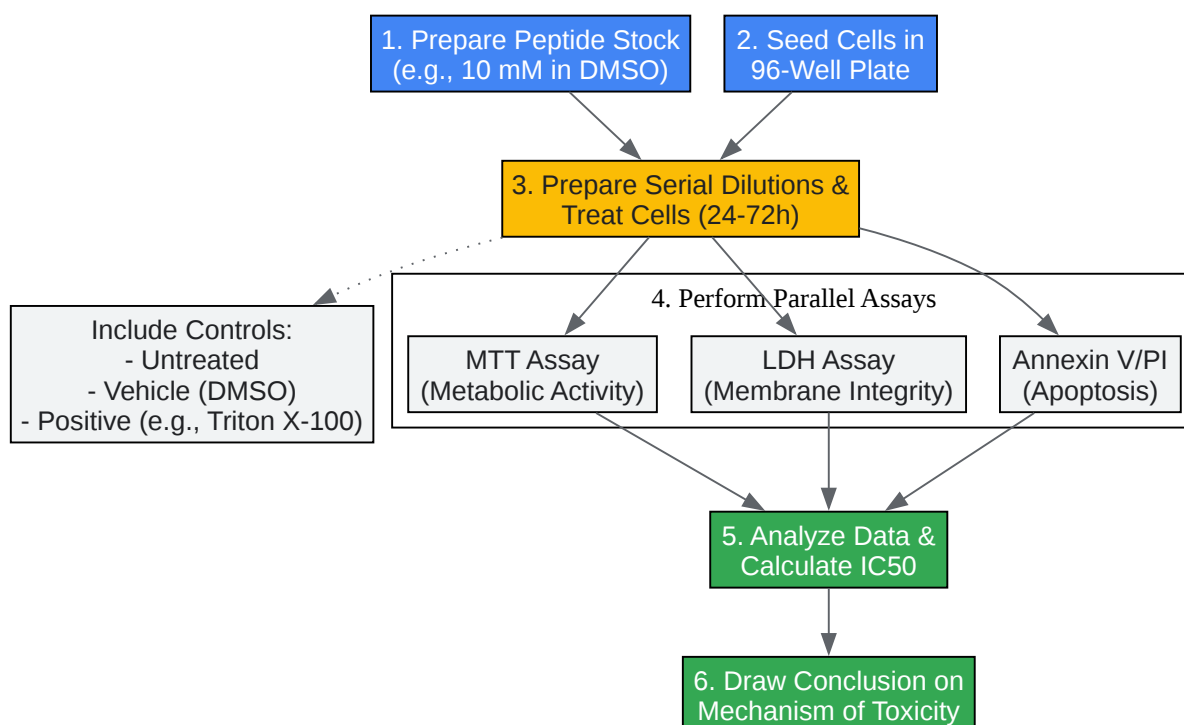 1. Prepare Peptide Stock
(e.g., 10 mM in DMSO)
2. Seed Cells in
96-Well Plate
3. Prepare Serial Dilutions &
Treat Cells (24-72h)
Include Controls:
- Untreated
- Vehicle (DMSO)
- Positive (e.g., Triton X-100)
4. Perform Parallel Assays
MTT Assay
(Metabolic Activity)
LDH Assay
(Membrane Integrity)
Annexin V/PI
(Apoptosis)
5. Analyze Data &
Calculate IC50
6. Draw Conclusion on
Mechanism of Toxicity